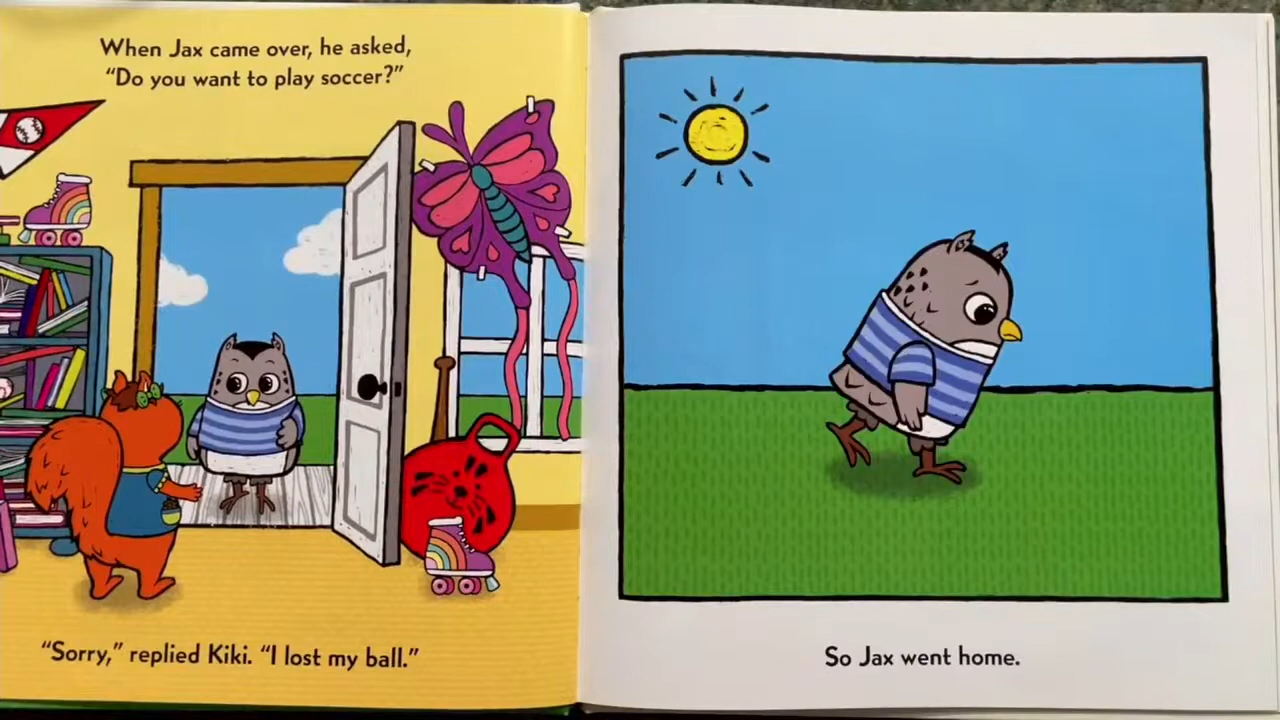 When Jax came over, he asked,
“Do you want to play soccer?”
“Sorry,” replied Kiki. “I lost my ball.”
So Jax went home.